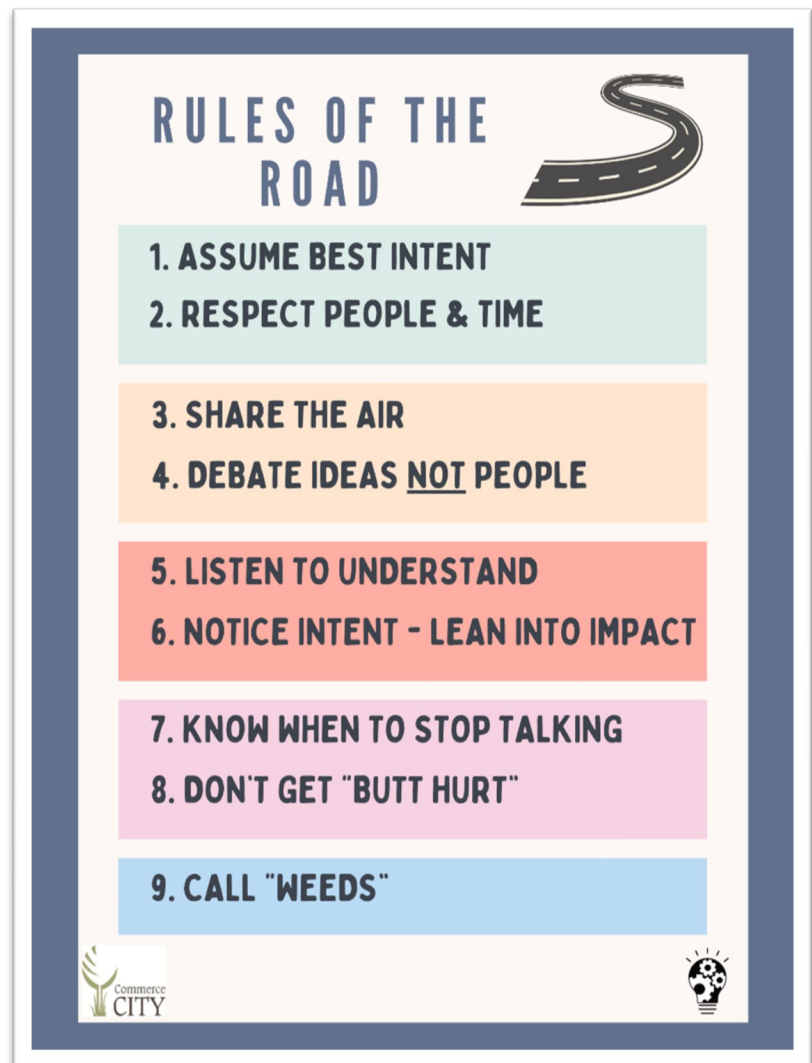 RULES OF THE
ROAD
1. ASSUME BEST INTENT
2. RESPECT PEOPLE & TIME
3. SHARE THE AIR
4. DEBATE IDEAS NOT PEOPLE
5. LISTEN TO UNDERSTAND
6. NOTICE INTENT - LEAN INTO IMPACT
7. KNOW WHEN TO STOP TALKING
8. DON'T GET "BUTT HURT"
9. CALL "WEEDS"
Commerce
CITY